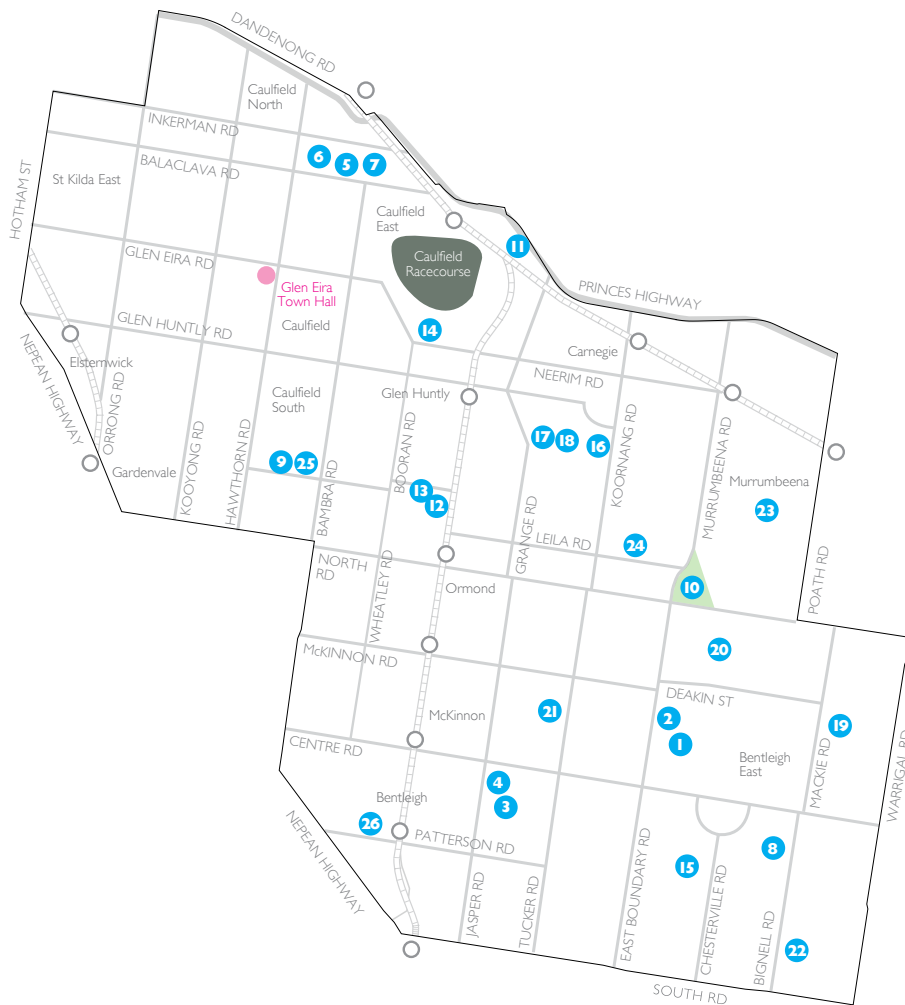 DANDENONG RD
Caulfield
North
INKERMAN RD
6
5
7
BALACLAVA RD
St Kilda East
HOTHAM ST
Caulfield
East
11
GLEN EIRA RD
Caulfield
Racecourse
PRINCES HIGHWAY
Glen Eira
Town Hall
GLEN HUNTLY RD
Caulfield
14
Carnegie
NEPEAN HIGHWAY
Elsternwick
NEERIM RD
Glen Huntly
Caulfield
South
ORRONG RD
KOOYONG RD
HAWTHORN RD
BAMBRA RD
BOORAN RD
17
18
16
KOORNANG RD
MURRUMBEENA RD
Gardenvale
9
25
Murrumbeena
13
12
23
GRANGE RD
LEILA RD
24
POATH RD
NORTH
RD
WHEATLEY RD
Ormond
10
McKINNON RD
20
DEAKIN ST
McKinnon
21
2
1
19
CENTRE RD
Bentleigh
East
MACKIE RD
WARRIGAL RD
4
3
Bentleigh
26
PATTERSON RD
NEPEAN HIGHWAY
8
15
JASPER RD
TUCKER RD
EAST BOUNDARY RD
CHESTERVILLE RD
BIGNELL RD
22
SOUTH RD